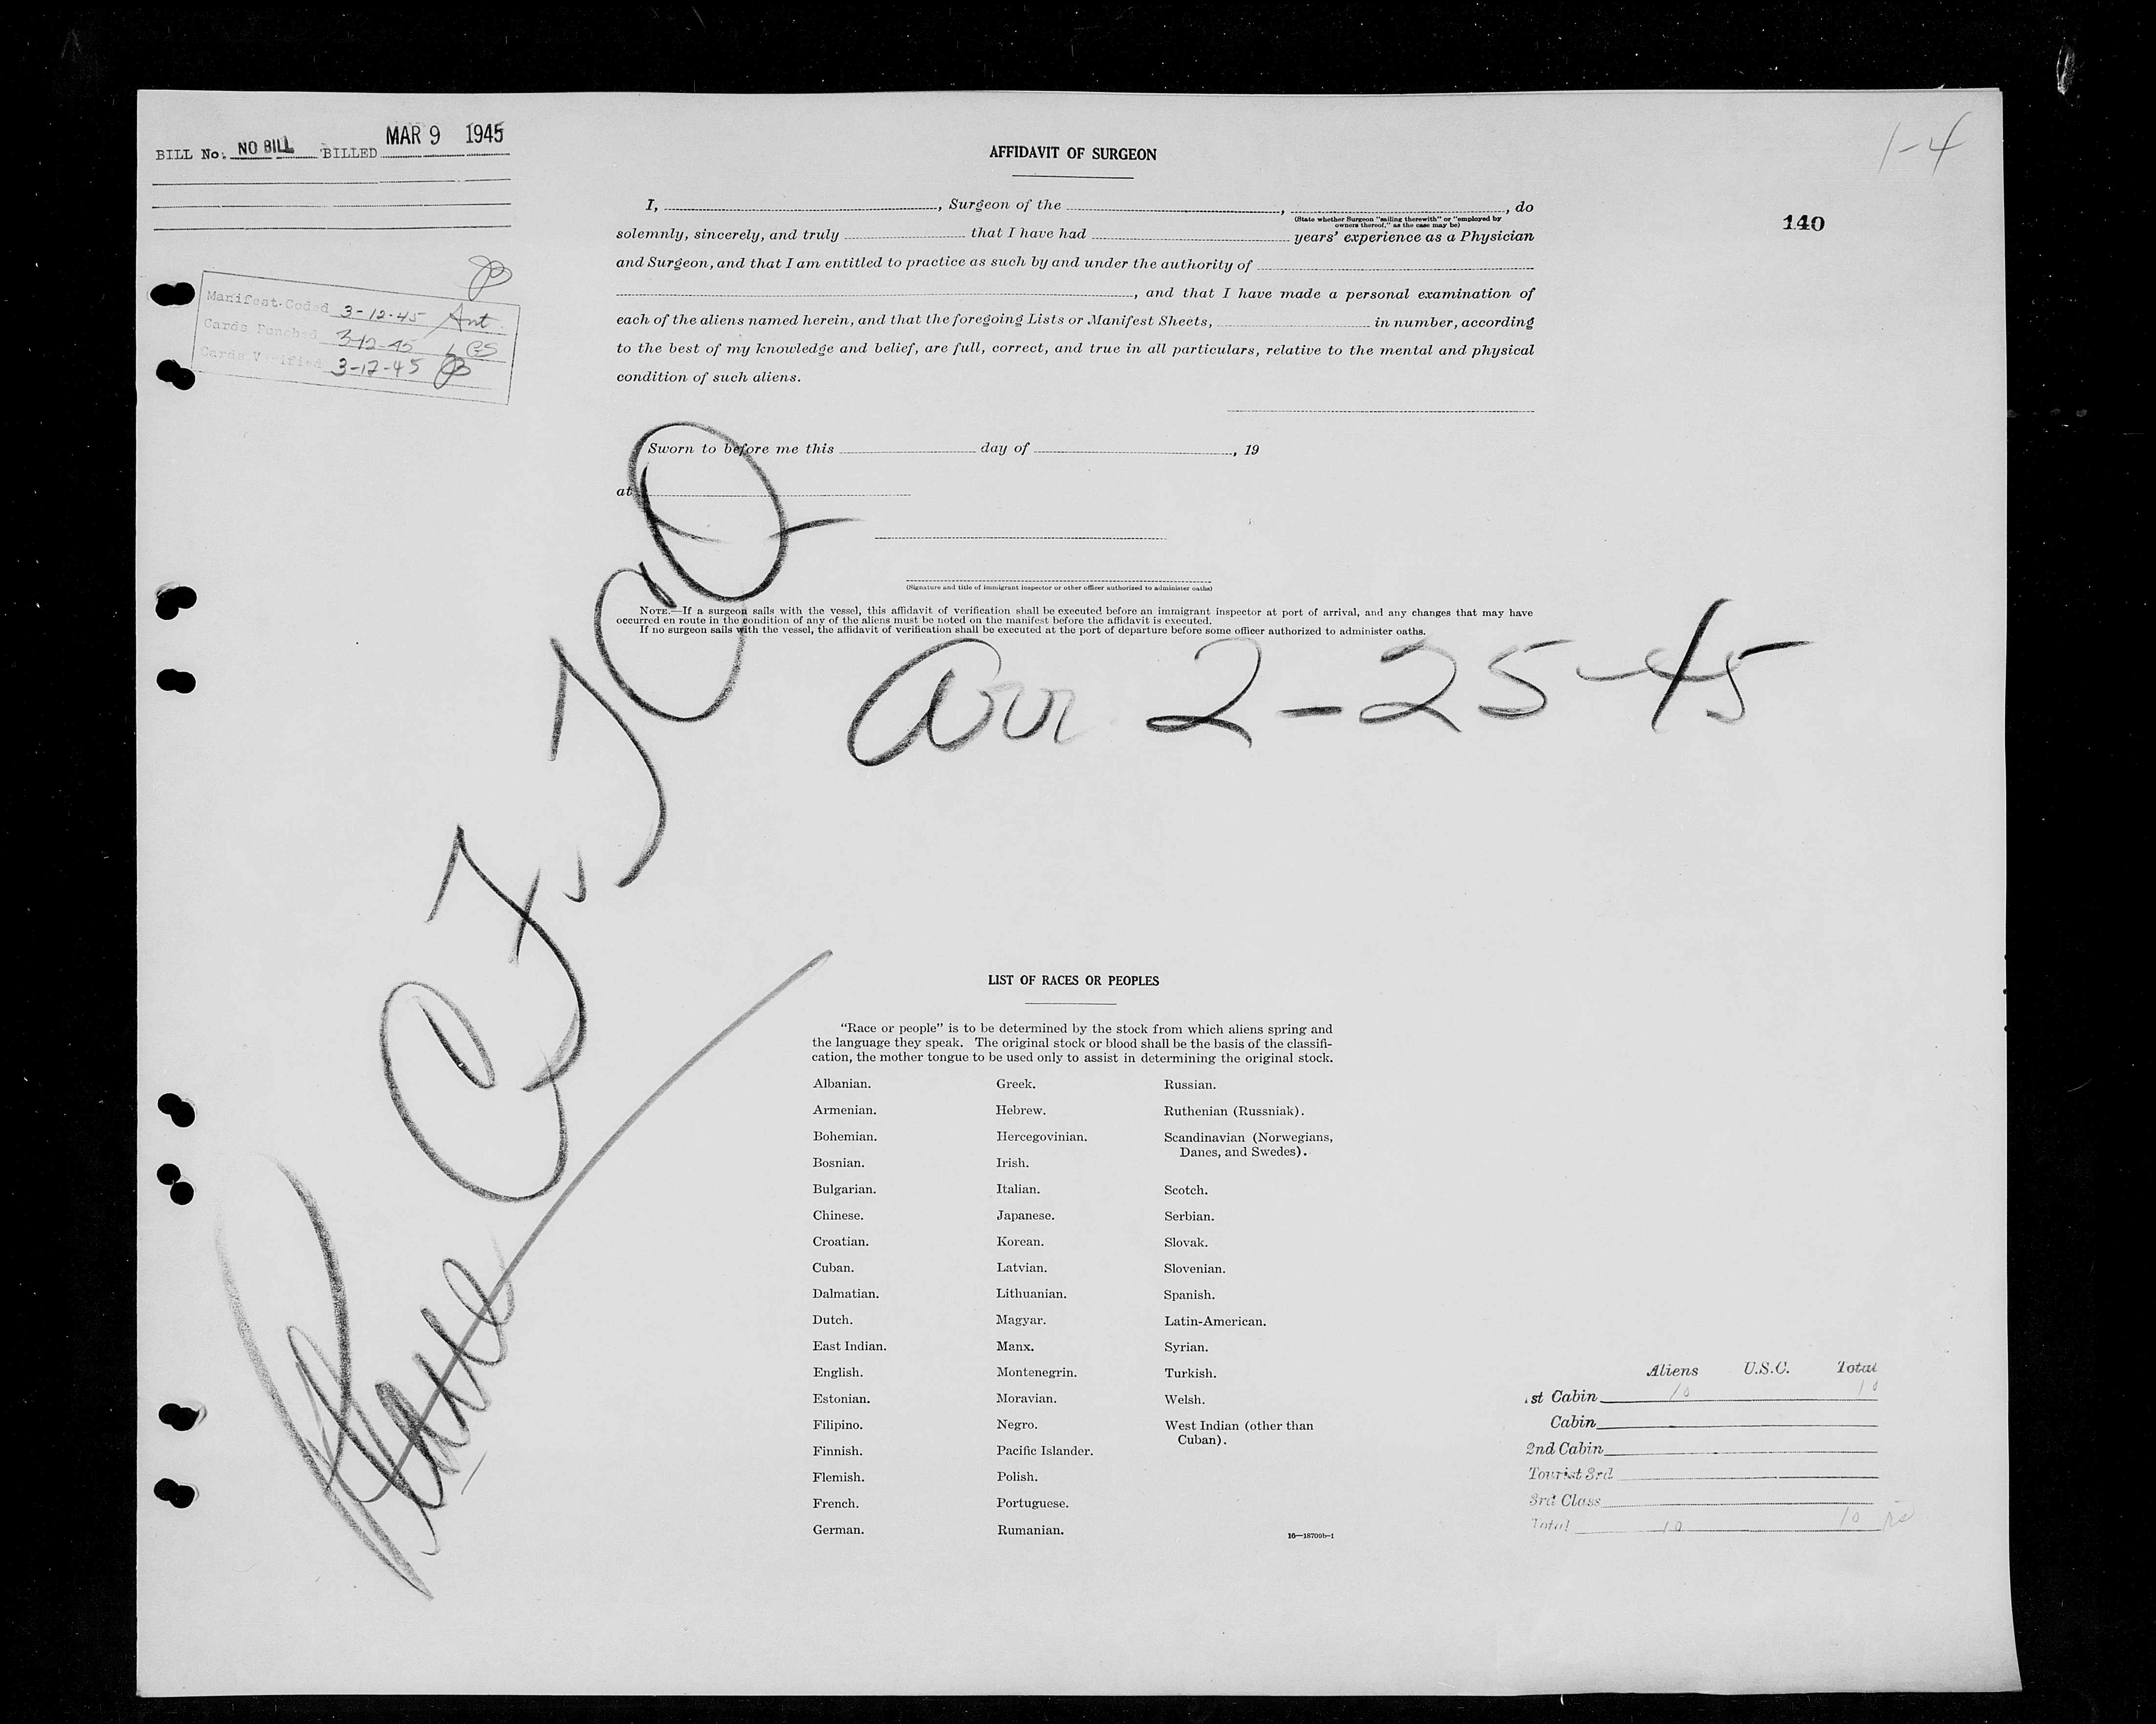 BILL No. NO BILL BILLED MAR 9 1945
1-4
140
Manifest Coded 3-12-45
Cards Punched 3-12-45
Cards Verified 3-12-45
AFFIDAVIT OF SURGEON
I, , Surgeon of the , , do
(State whether Surgeon "sailing therewith" or "employed by
owners thereof," as the case may be)
solemnly, sincerely, and truly that I have had years' experience as a Physician
and Surgeon, and that I am entitled to practice as such by and under the authority of
, and that I have made a personal examination of
each of the aliens named herein, and that the foregoing Lists or Manifest Sheets, in number, according
to the best of my knowledge and belief, are full, correct, and true in all particulars, relative to the mental and physical
condition of such aliens.
Sworn to before me this day of , 19
at
(Signature and title of immigrant inspector or other officer authorized to administer oaths)
NOTE.—If a surgeon sails with the vessel, this affidavit of verification shall be executed before an immigrant inspector at port of arrival, and any changes that may have
occurred en route in the condition of any of the aliens must be noted on the manifest before the affidavit is executed.
If no surgeon sails with the vessel, the affidavit of verification shall be executed at the port of departure before some officer authorized to administer oaths.
Arr 2-25-45
Plane
LIST OF RACES OR PEOPLES
"Race or people" is to be determined by the stock from which aliens spring and
the language they speak. The original stock or blood shall be the basis of the classifi-
cation, the mother tongue to be used only to assist in determining the original stock.
Albanian.
Armenian.
Bohemian.
Bosnian.
Bulgarian.
Chinese.
Croatian.
Cuban.
Dalmatian.
Dutch.
East Indian.
English.
Estonian.
Filipino.
Finnish.
Flemish.
French.
German.
Greek.
Hebrew.
Hercegovinian.
Irish.
Italian.
Japanese.
Korean.
Latvian.
Lithuanian.
Magyar.
Manx.
Montenegrin.
Moravian.
Negro.
Pacific Islander.
Polish.
Portuguese.
Rumanian.
Russian.
Ruthenian (Russniak).
Scandinavian (Norwegians,
Danes, and Swedes).
Scotch.
Serbian.
Slovak.
Slovenian.
Spanish.
Latin-American.
Syrian.
Turkish.
Welsh.
West Indian (other than
Cuban).
16—18709b-1
Aliens U.S.C. Total
1st Cabin 10 10
Cabin
2nd Cabin
Tourist 3rd
3rd Class
Total 10 10